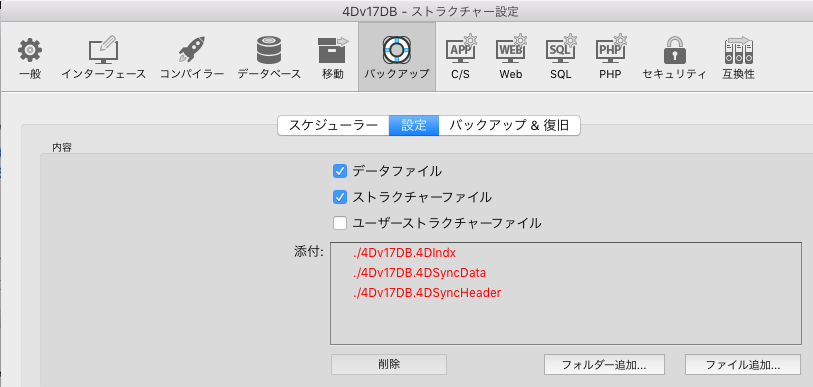 4Dv17DB - ストラクチャー設定
一般 インターフェース コンパイラー データベース 移動 バックアップ APP C/S WEB Web SQL SQL PHP PHP セキュリティ 互換性
スケジューラー 設定 バックアップ & 復旧
内容
データファイル
ストラクチャーファイル
ユーザーストラクチャーファイル
添付: ./4Dv17DB.4DIndx
./4Dv17DB.4DSyncData
./4Dv17DB.4DSyncHeader
削除 フォルダー追加... ファイル追加...